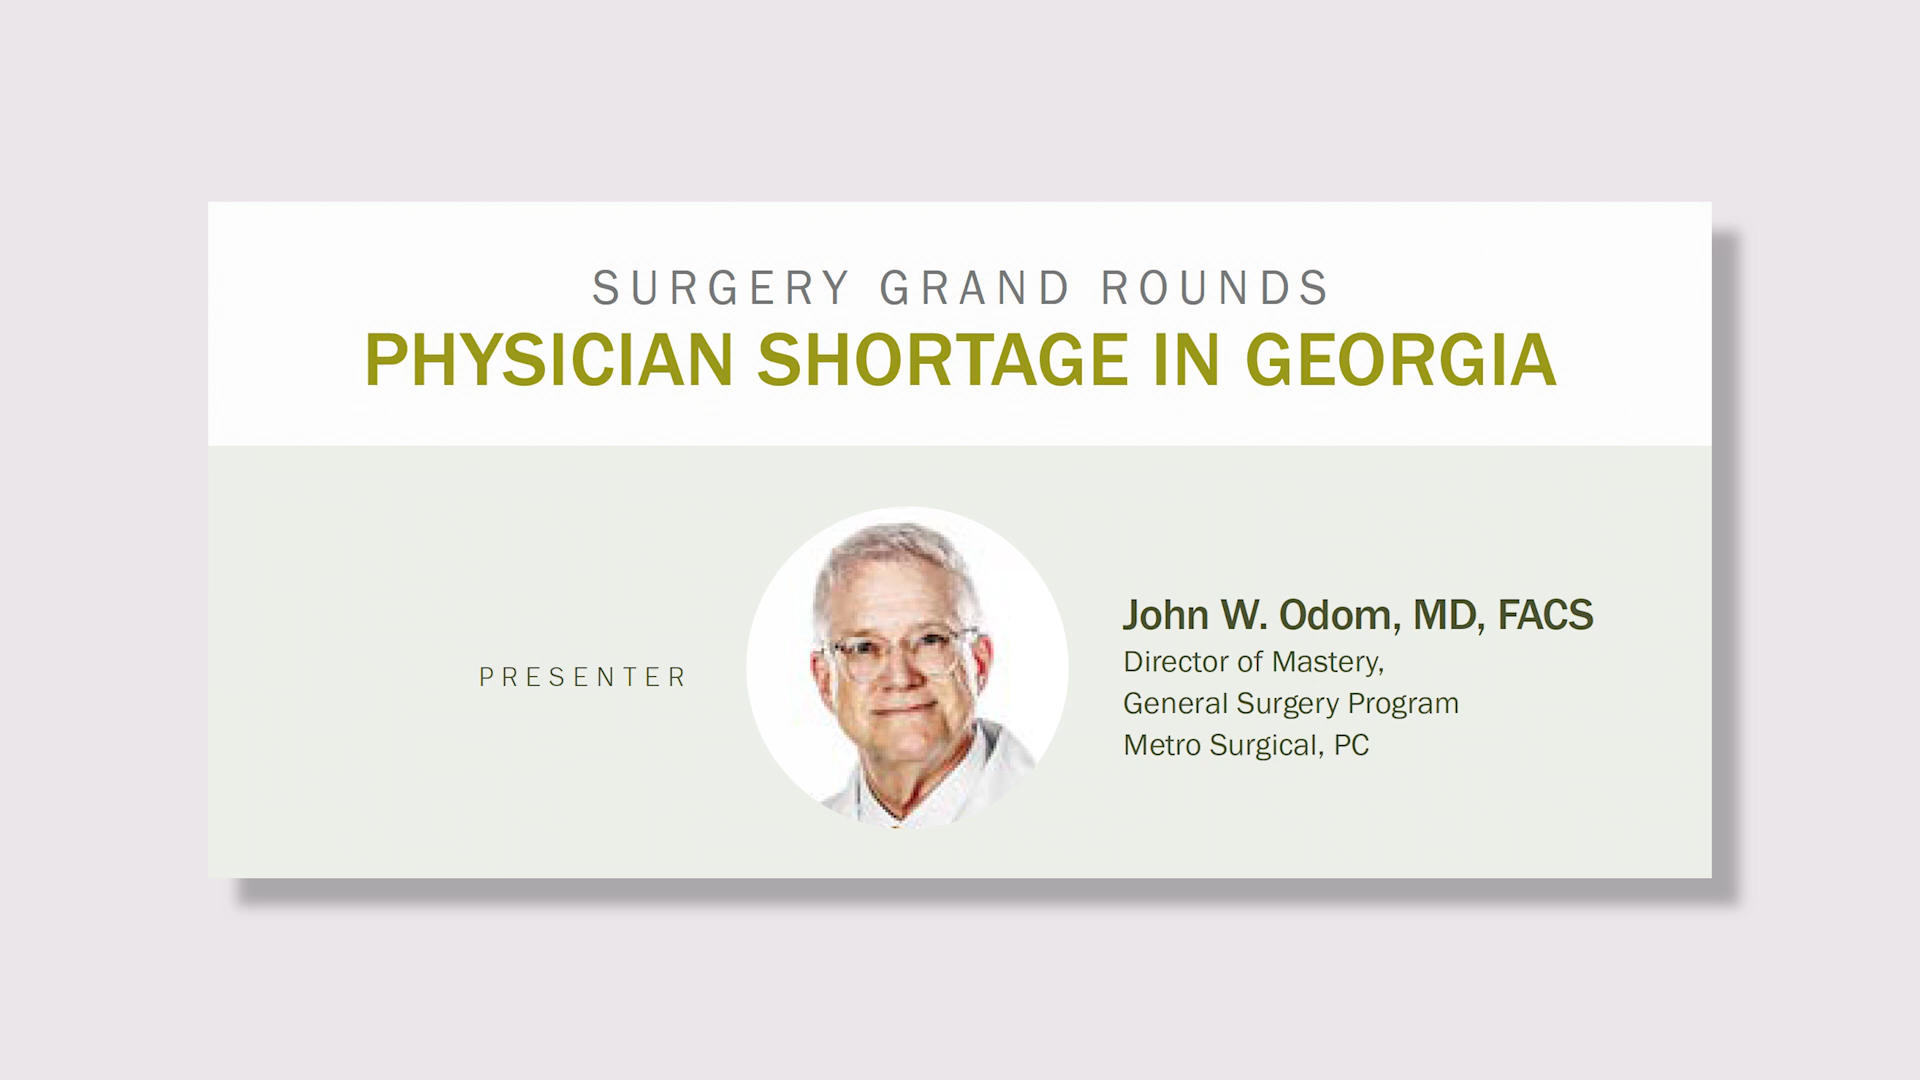 SURGERY GRAND ROUNDS
PHYSICIAN SHORTAGE IN GEORGIA
PRESENTER
John W. Odom, MD, FACS
Director of Mastery,
General Surgery Program
Metro Surgical, PC